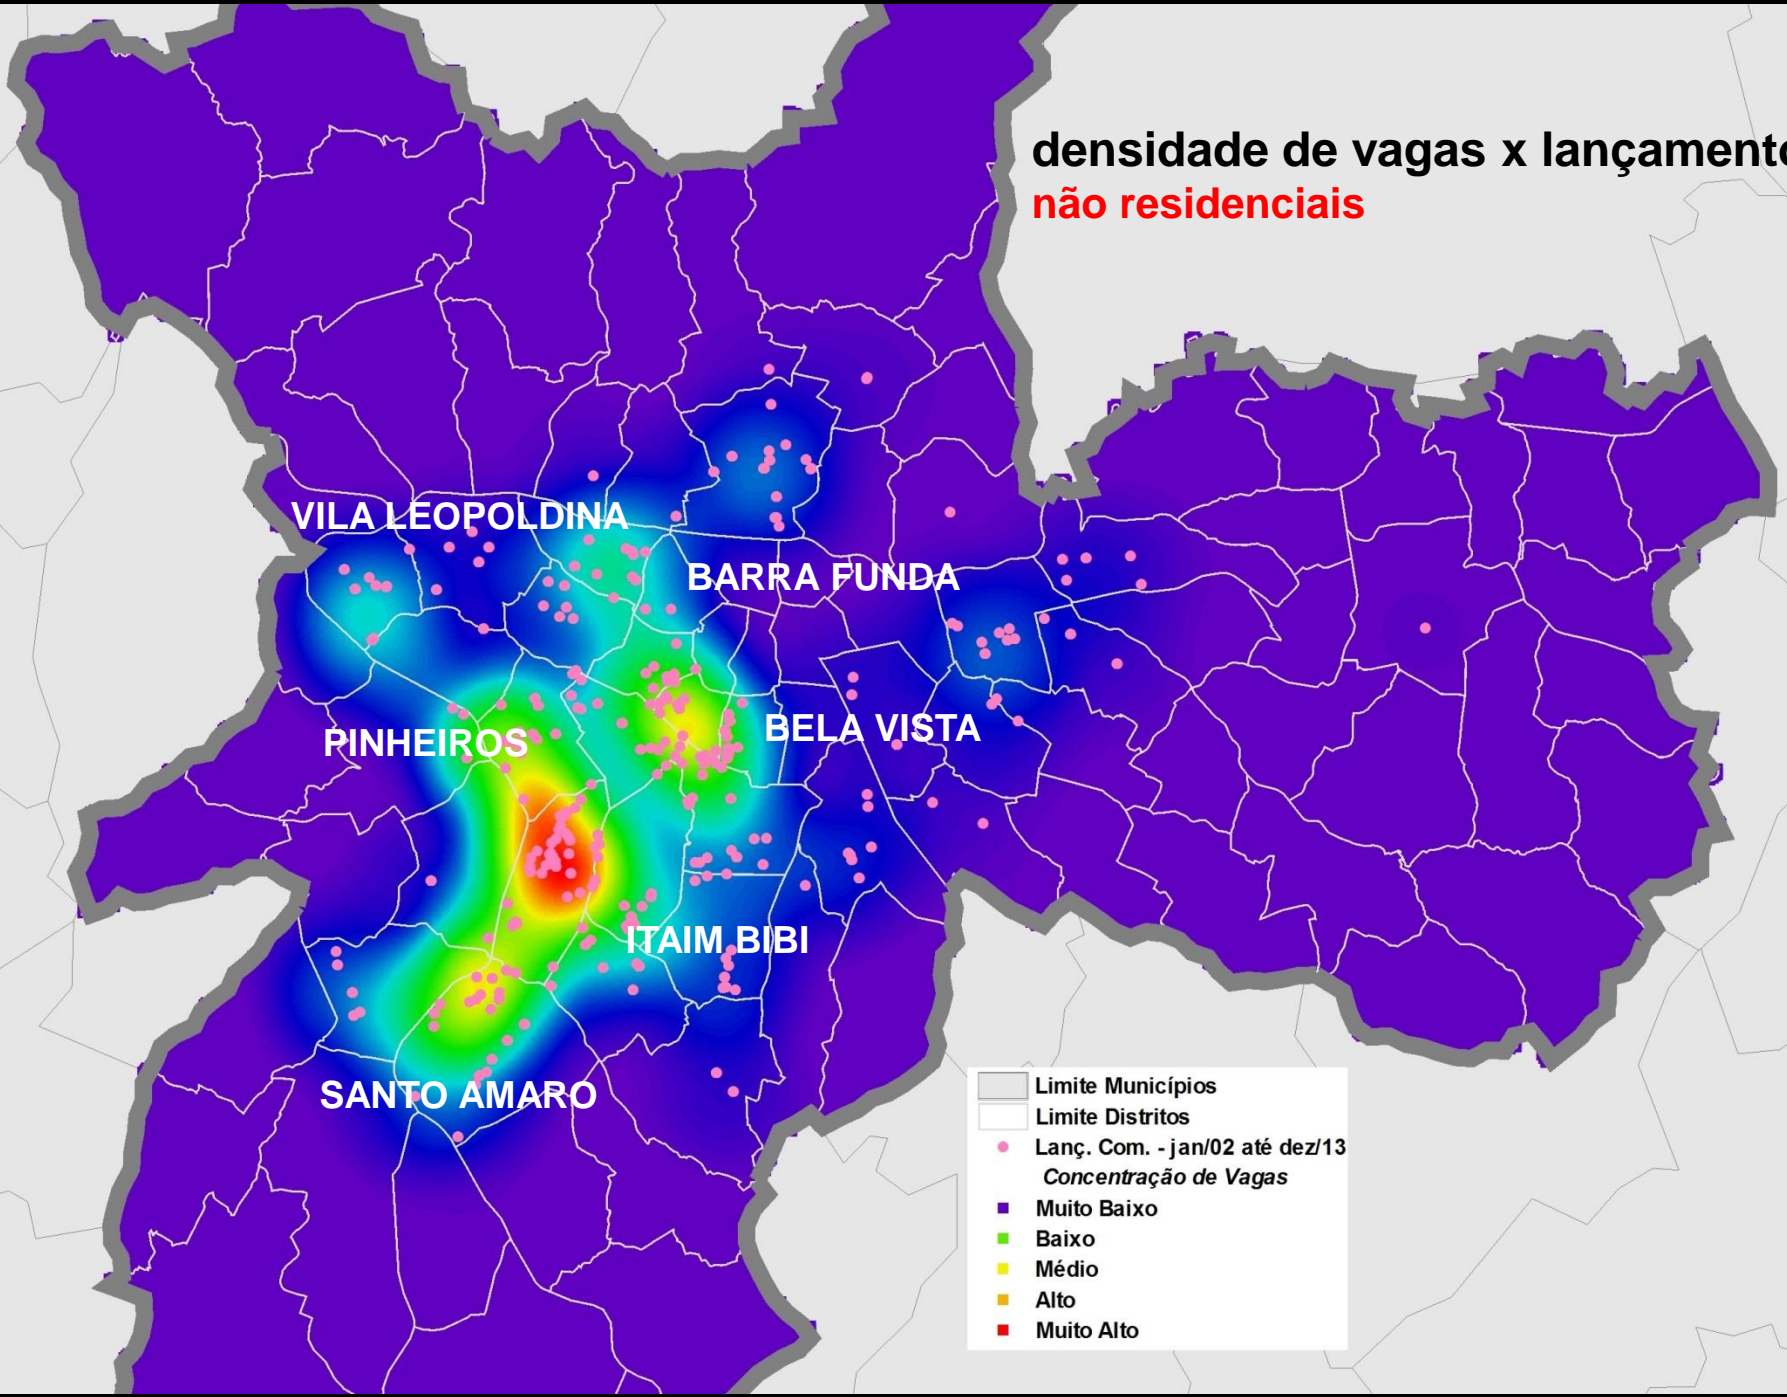 densidade de vagas x lançamento
não residenciais
VILA LEOPOLDINA
BARRA FUNDA
PINHEIROS
BELA VISTA
ITAIM BIBI
SANTO AMARO
Limite Municípios
Limite Distritos
Lanç. Com. - jan/02 até dez/13
Concentração de Vagas
Muito Baixo
Baixo
Médio
Alto
Muito Alto